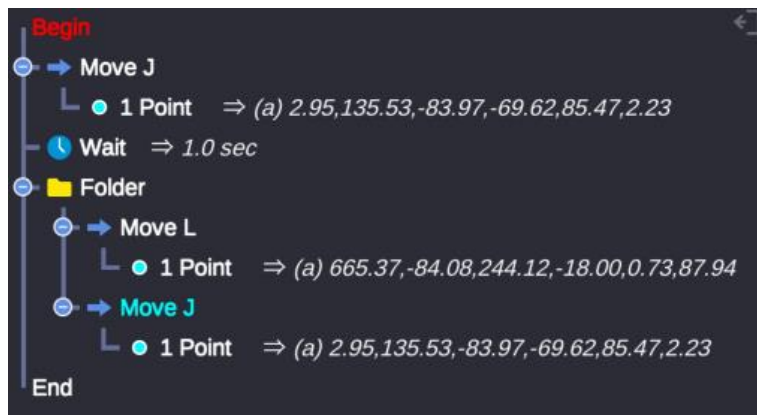 Begin
Move J
1 Point ⇒ (a) 2.95,135.53,-83.97,-69.62,85.47,2.23
Wait ⇒ 1.0 sec
Folder
Move L
1 Point ⇒ (a) 665.37,-84.08,244.12,-18.00,0.73,87.94
Move J
1 Point ⇒ (a) 2.95,135.53,-83.97,-69.62,85.47,2.23
End